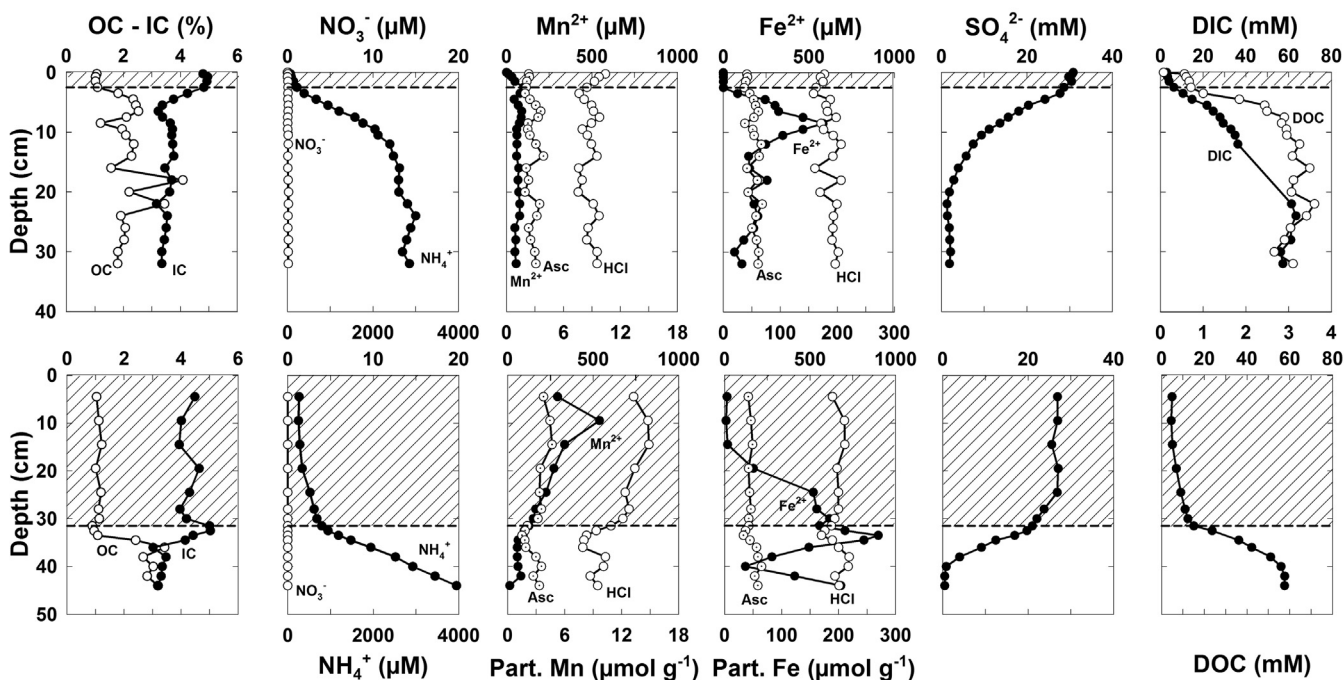 OC - IC (%) NO₃⁻ (µM) Mn²⁺ (µM) Fe²⁺ (µM) SO₄²⁻ (mM) DIC (mM)
0 2 4 6 0 10 20 0 500 1000 0 500 1000 0 20 40 0 20 40 60 80
0
10
20
30
40
Depth (cm)
OC IC
NO₃⁻
NH₄⁺
Mn²⁺ Asc HCl
Fe²⁺
Asc HCl
DOC
DIC
0 1000 2000 3000 4000 0 6 12 18 0 100 200 300 0 1 2 3 4
0 2 4 6 0 10 20 0 500 1000 0 500 1000 0 20 40 0 20 40 60 80
0
10
20
30
40
50
Depth (cm)
OC IC
NH₄⁺
NO₃⁻
Mn²⁺
Asc HCl
Fe²⁺
Asc HCl
0 1000 2000 3000 4000 0 6 12 18 0 100 200 300
NH₄⁺ (µM) Part. Mn (µmol g⁻¹) Part. Fe (µmol g⁻¹) DOC (mM)